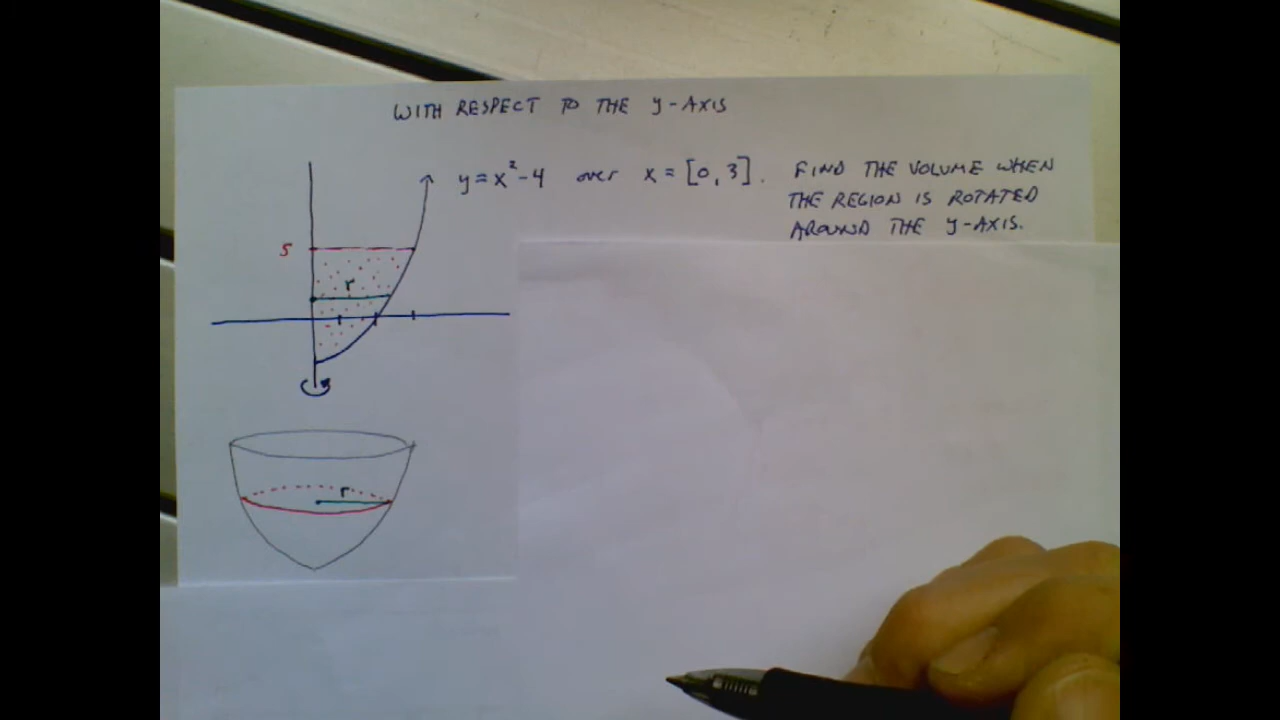 WITH RESPECT TO THE y-AXIS
y=x²-4 over x=[0,3]. FIND THE VOLUME WHEN
THE REGION IS ROTATED
AROUND THE y-AXIS.
5
r
r